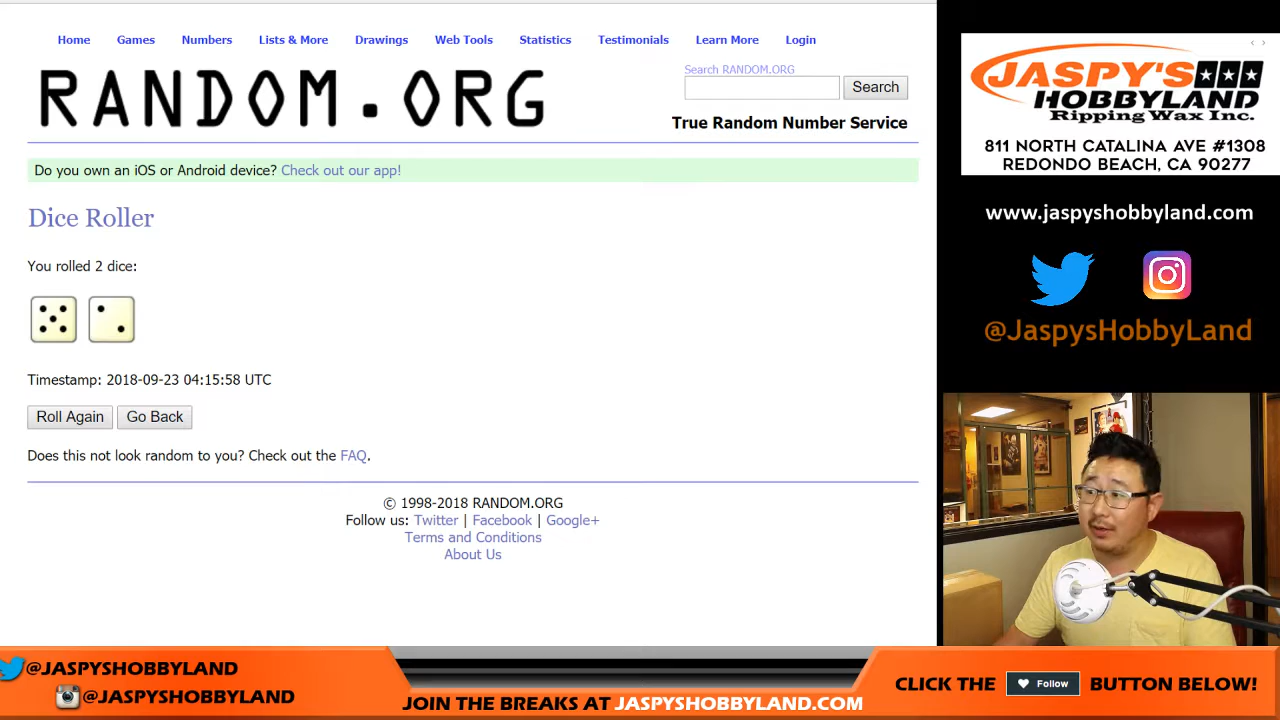 Home Games Numbers Lists & More Drawings Web Tools Statistics Testimonials Learn More Login
RANDOM.ORG
Search RANDOM.ORG
Search
True Random Number Service
Do you own an iOS or Android device? Check out our app!
Dice Roller
You rolled 2 dice:
Timestamp: 2018-09-23 04:15:58 UTC
Roll Again Go Back
Does this not look random to you? Check out the FAQ.
© 1998-2018 RANDOM.ORG
Follow us: Twitter | Facebook | Google+
Terms and Conditions
About Us
JASPY'S
HOBBYLAND
Ripping Wax Inc.
811 NORTH CATALINA AVE #1308
REDONDO BEACH, CA 90277
www.jaspyshobbyland.com
@JaspysHobbyLand
@JASPYSHOBBYLAND
@JASPYSHOBBYLAND
JOIN THE BREAKS AT JASPYSHOBBYLAND.COM
CLICK THE Follow BUTTON BELOW!